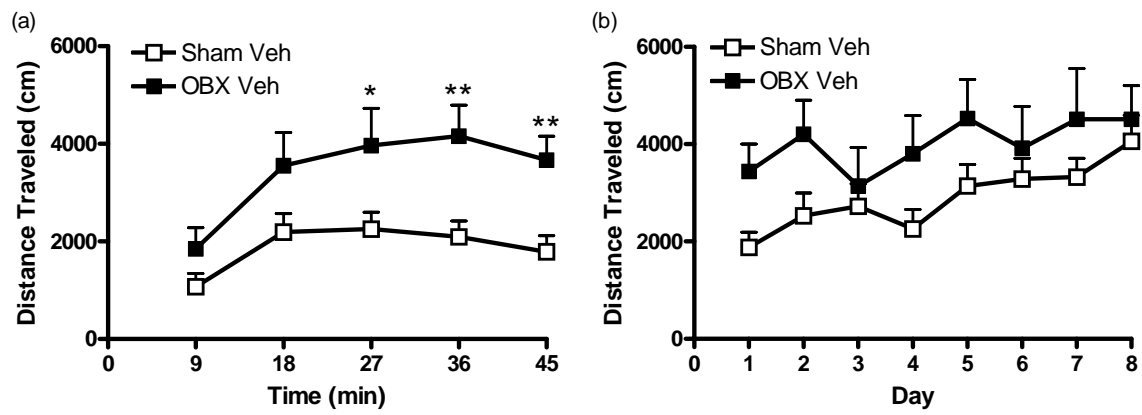 (a)
Sham Veh
OBX Veh
*
**
**
6000
4000
2000
0
Distance Traveled (cm)
0 9 18 27 36 45
Time (min)
(b)
Sham Veh
OBX Veh
6000
4000
2000
0
Distance Traveled (cm)
0 1 2 3 4 5 6 7 8
Day